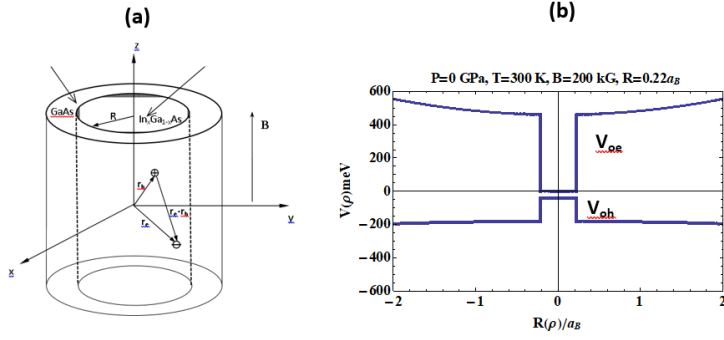 (a)
z
GaAs
R
InxGa1-xAs
B
rh
re-rh
re
y
x
(b)
P=0 GPa, T=300 K, B=200 kG, R=0.22aB
600
400
200
0
-200
-400
-600
V(ρ)meV
Voe
Voh
-2
-1
0
1
2
R(ρ)/aB